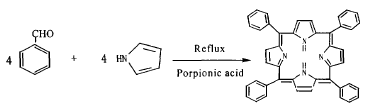 CHO
4 + 4 HN Reflux
Porpionic acid
N H N N H N